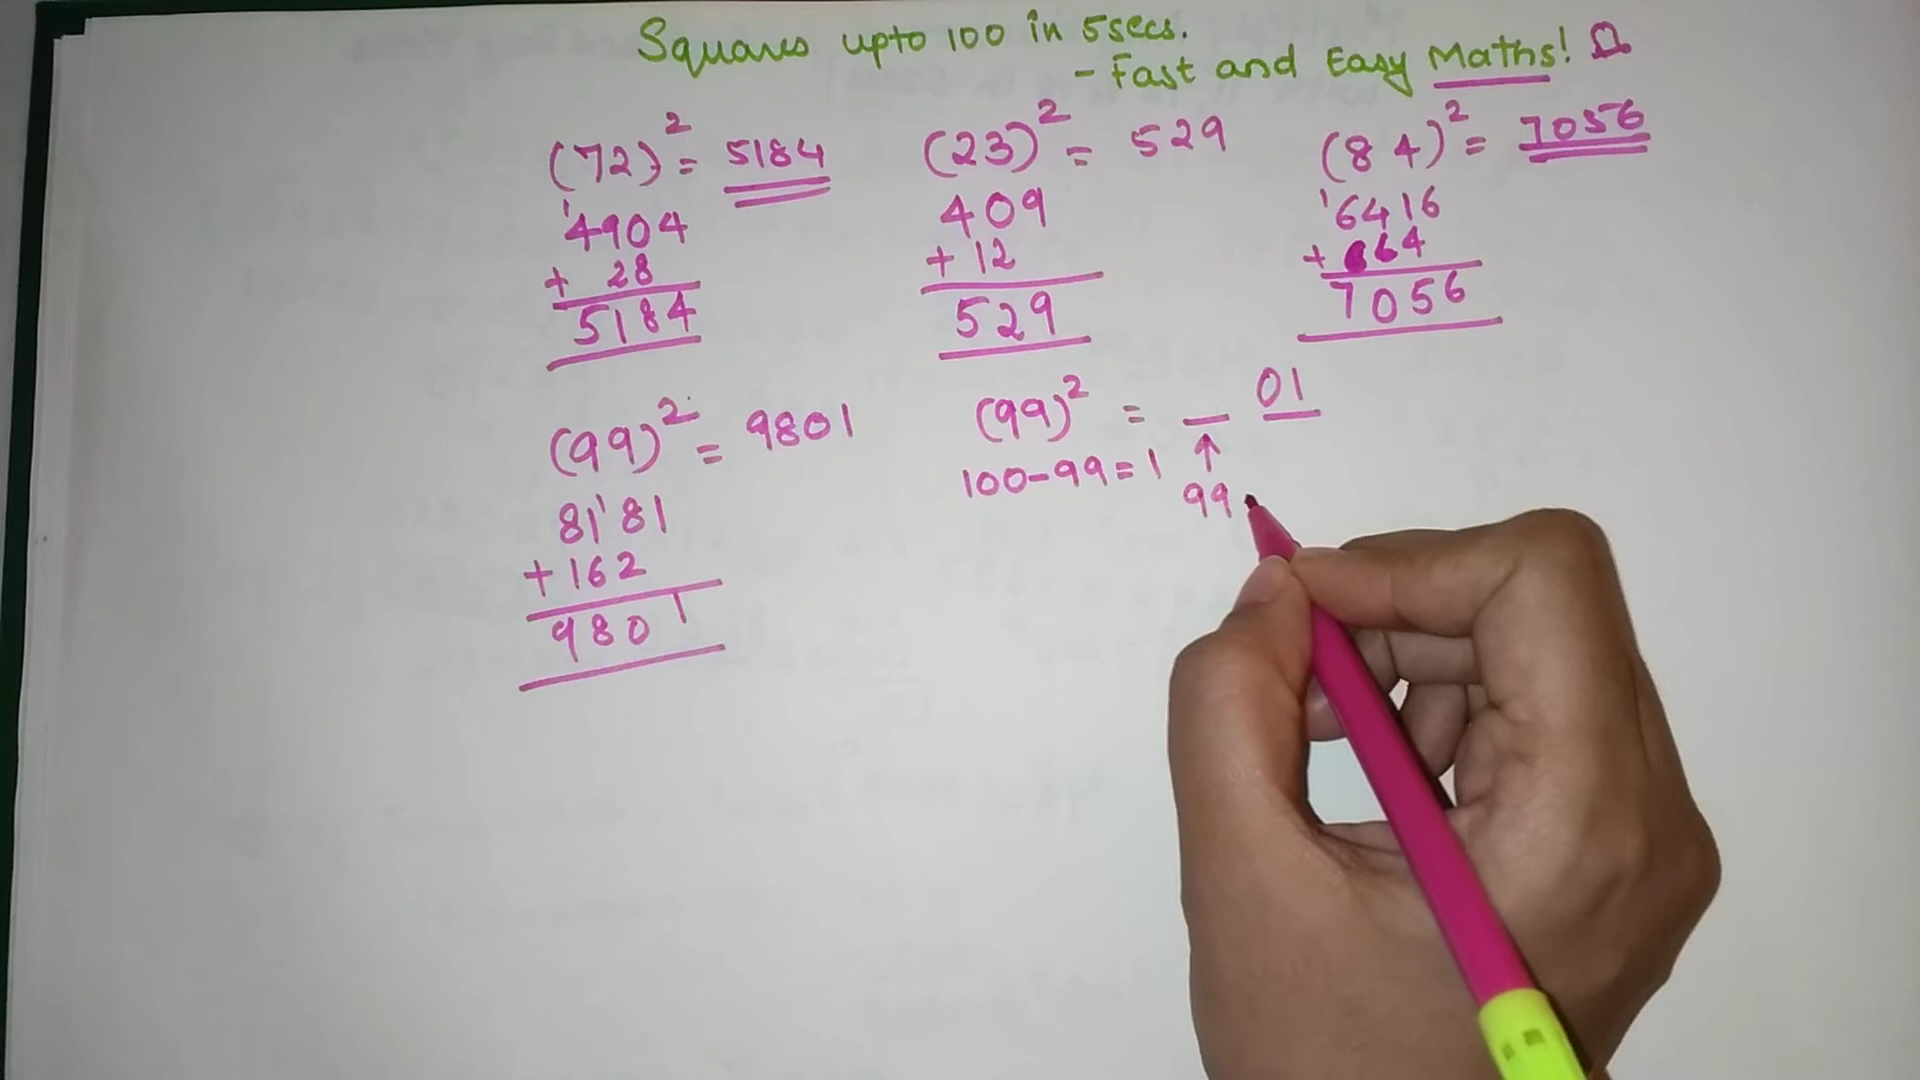 Squares upto 100 in 5secs.
- Fast and Easy Maths!
(72)² = 5184
¹4904
+ 28
5184
(23)² = 529
409
+ 12
529
(84)² = 7056
¹6416
+ 64
7056
(99)² = 9801
81¹81
+162
9801
(99)² = _ 01
100-99=1
↑
99